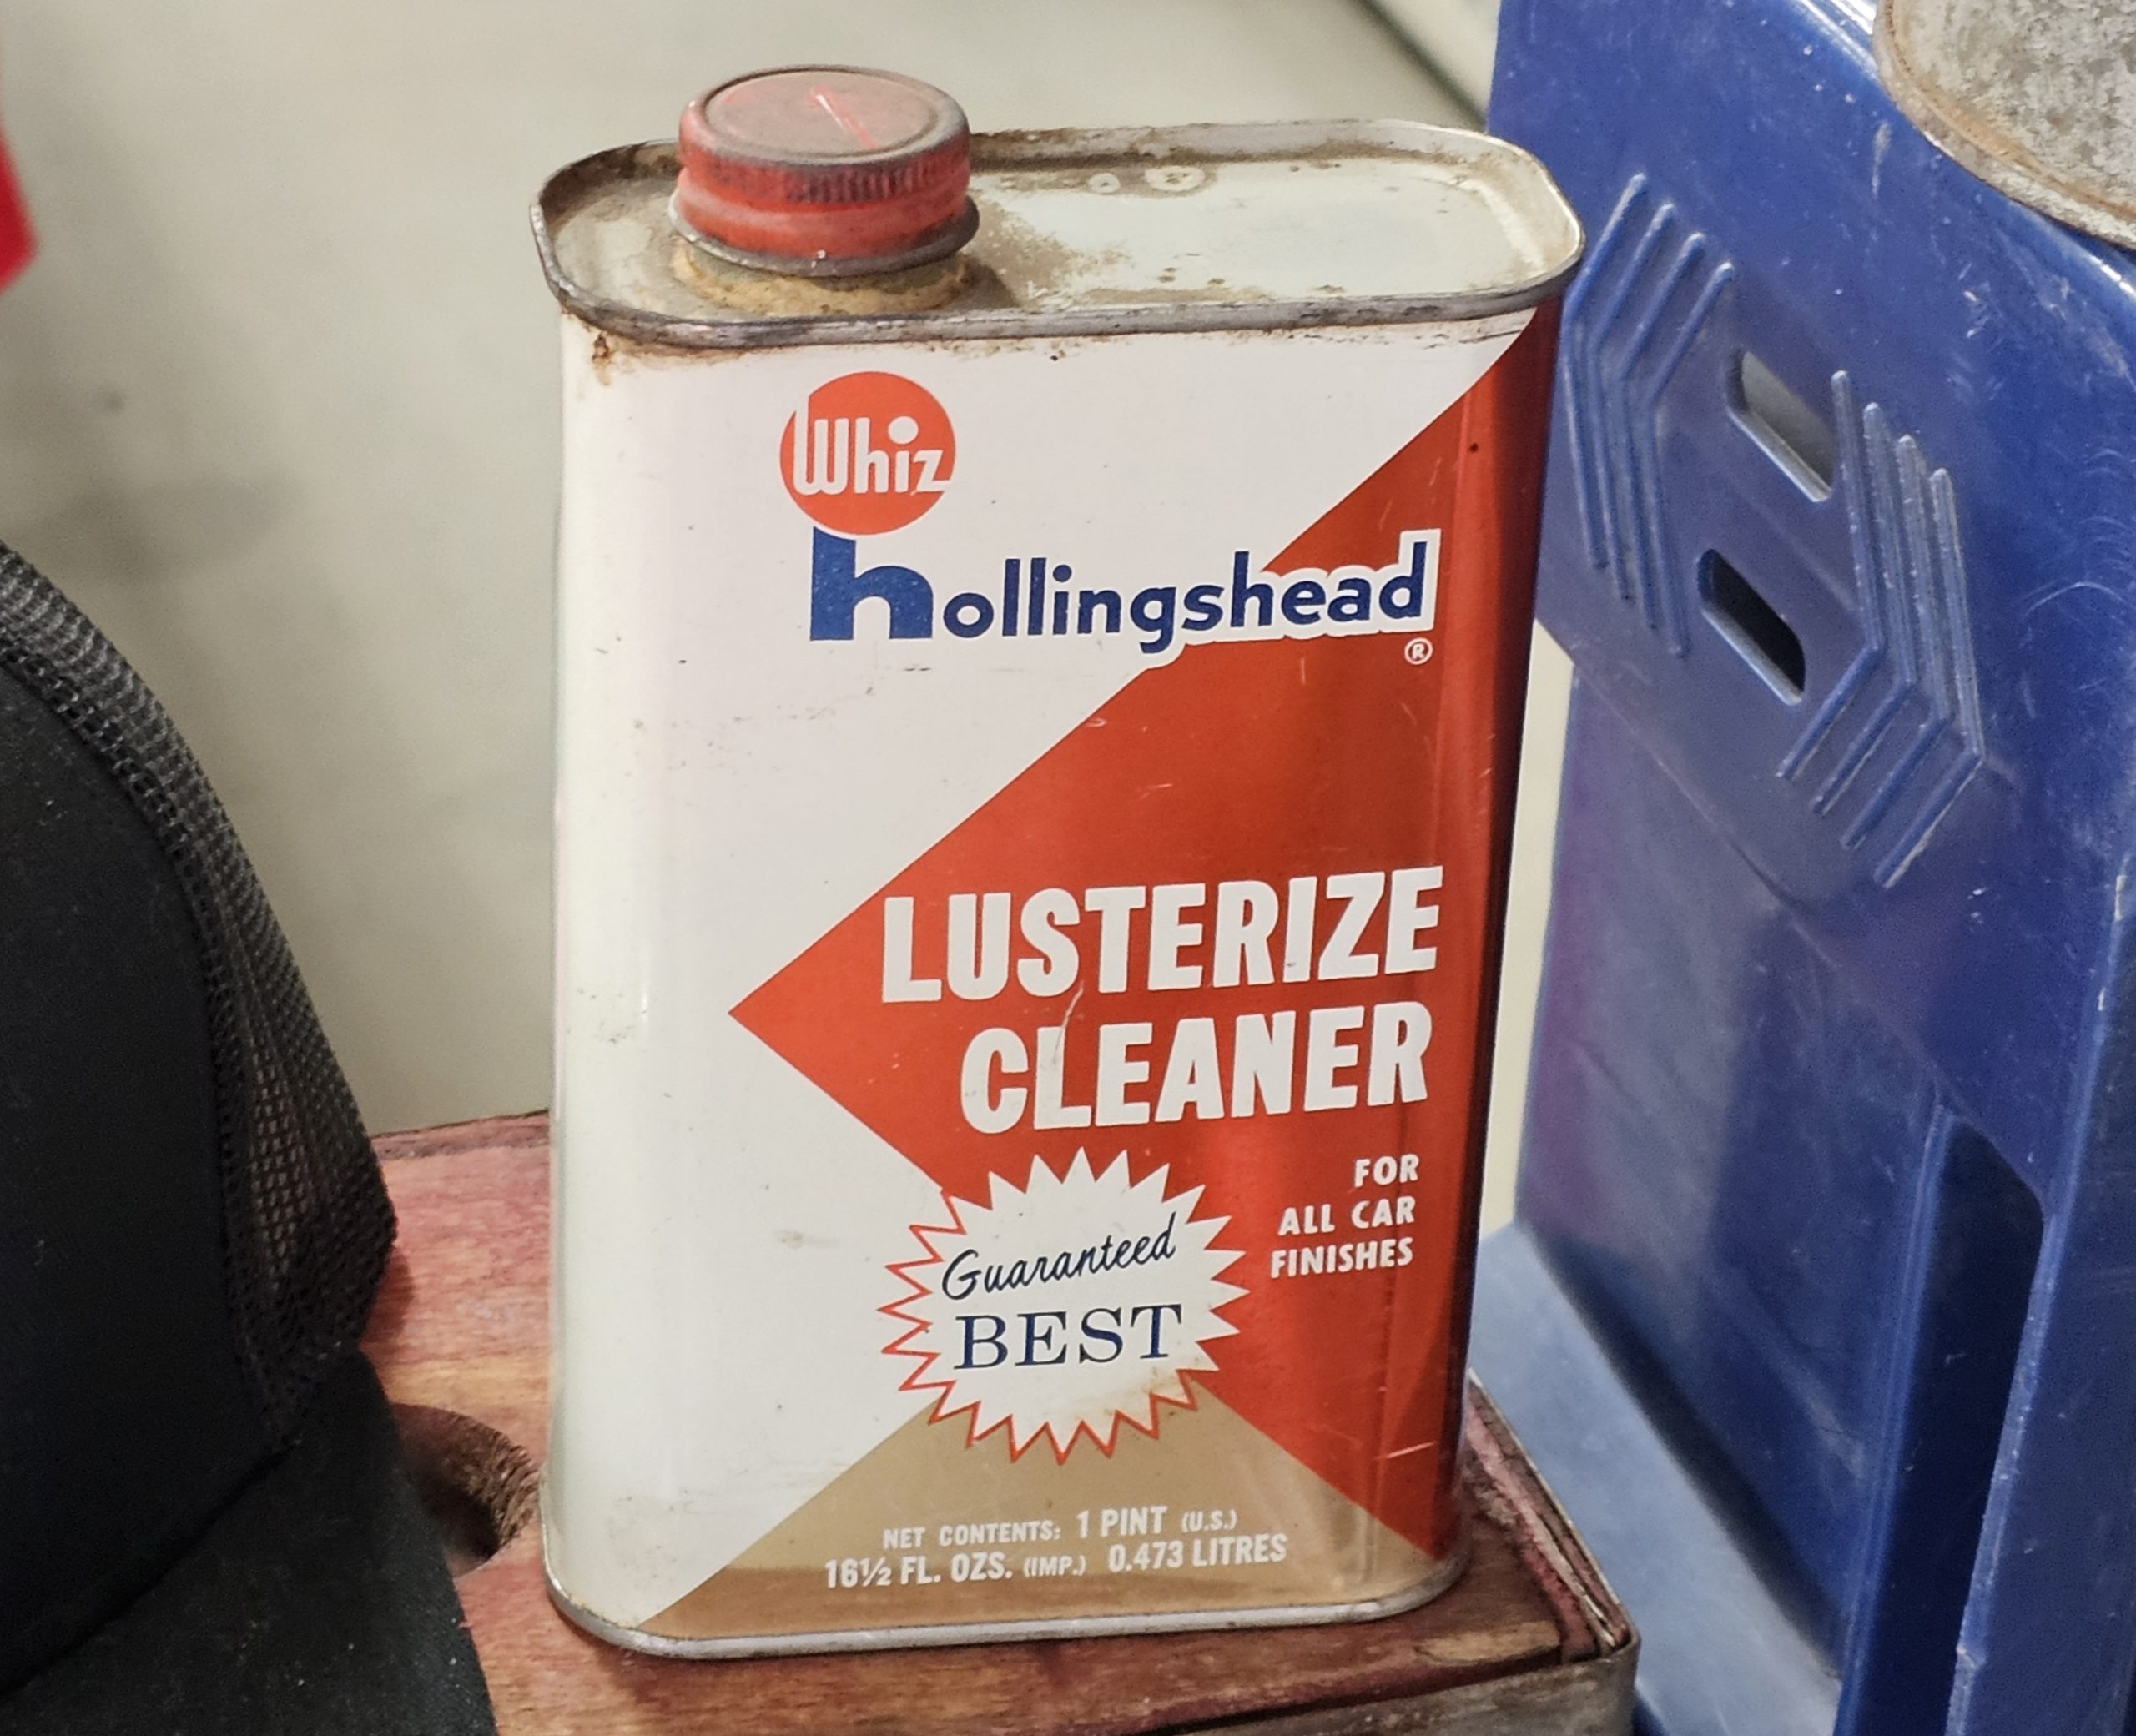 Whiz
hollingshead
®
LUSTERIZE
CLEANER
FOR
ALL CAR
FINISHES
Guaranteed
BEST
NET CONTENTS: 1 PINT (U.S.)
16½ FL. OZS. (IMP.) 0.473 LITRES